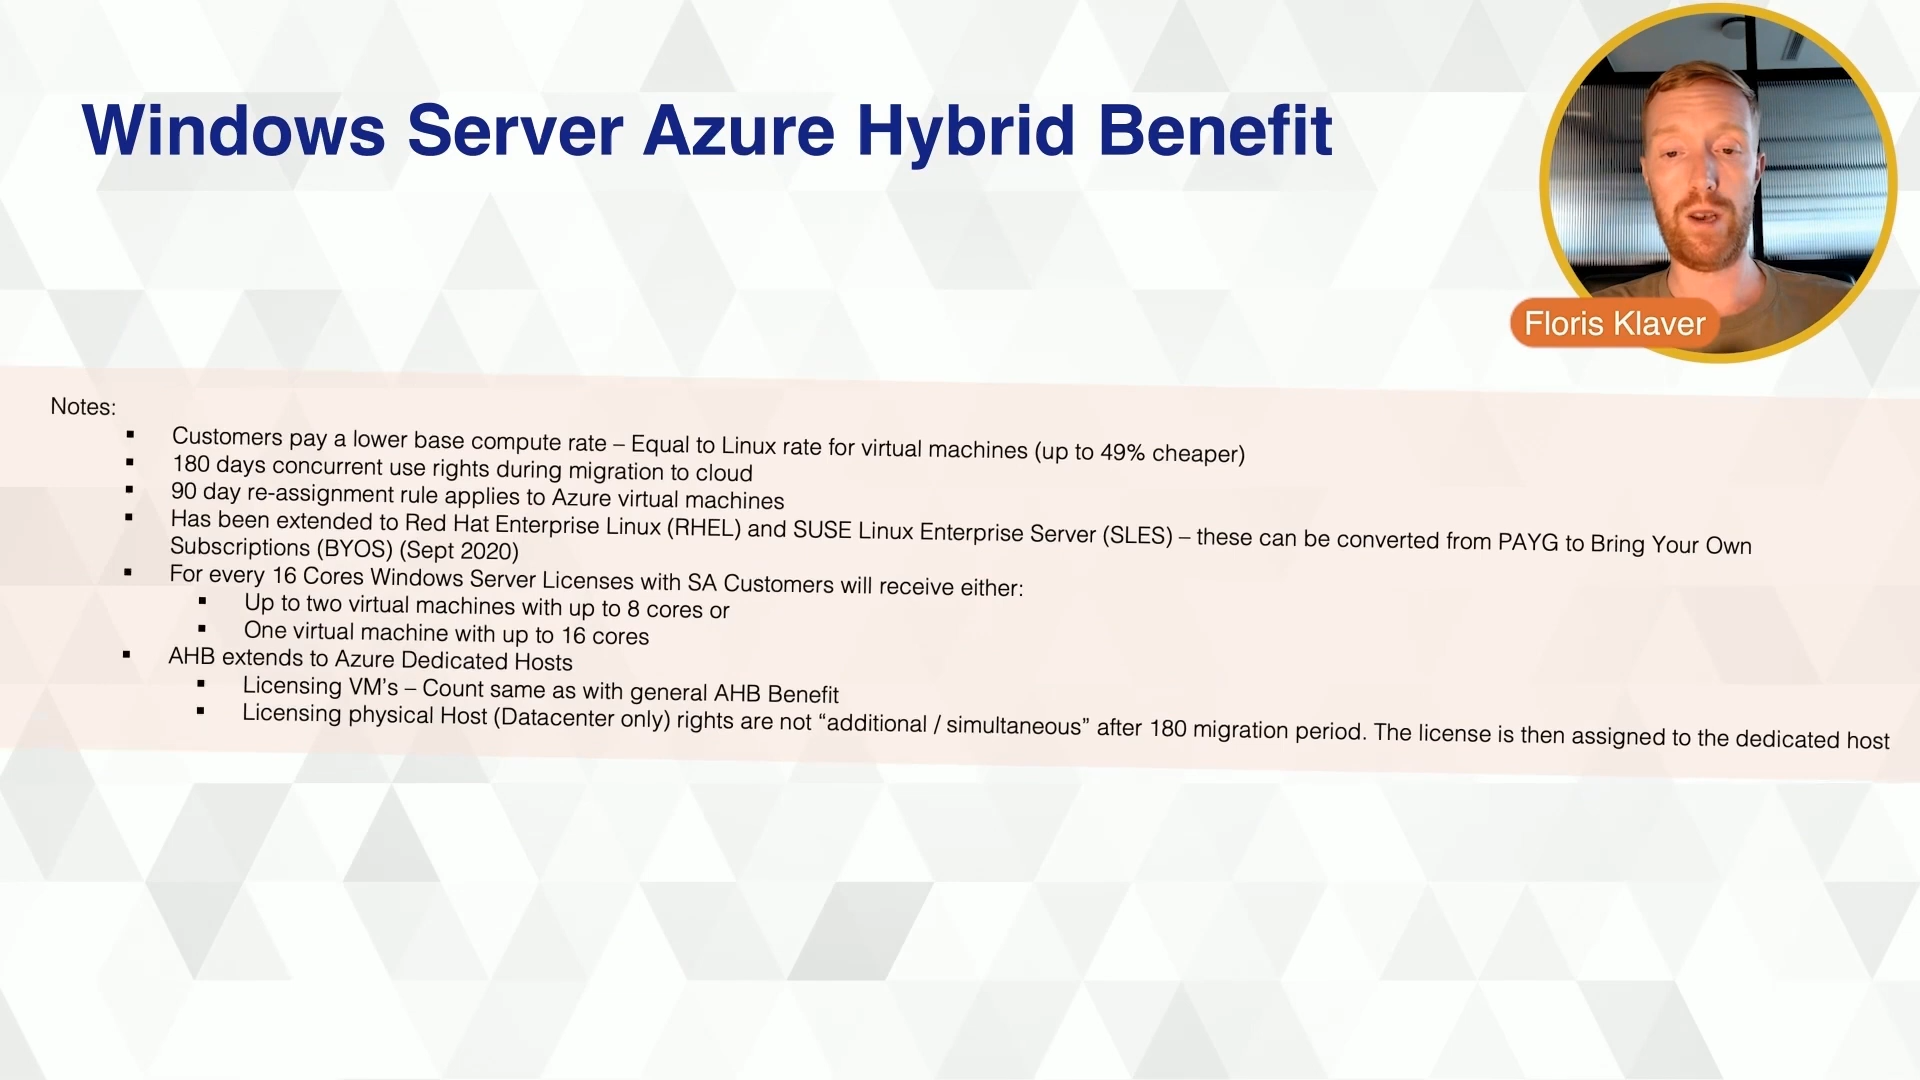 Windows Server Azure Hybrid Benefit
Floris Klaver
Notes:
▪ Customers pay a lower base compute rate – Equal to Linux rate for virtual machines (up to 49% cheaper)
▪ 180 days concurrent use rights during migration to cloud
▪ 90 day re-assignment rule applies to Azure virtual machines
▪ Has been extended to Red Hat Enterprise Linux (RHEL) and SUSE Linux Enterprise Server (SLES) – these can be converted from PAYG to Bring Your Own
Subscriptions (BYOS) (Sept 2020)
▪ For every 16 Cores Windows Server Licenses with SA Customers will receive either:
▪ Up to two virtual machines with up to 8 cores or
▪ One virtual machine with up to 16 cores
▪ AHB extends to Azure Dedicated Hosts
▪ Licensing VM’s – Count same as with general AHB Benefit
▪ Licensing physical Host (Datacenter only) rights are not “additional / simultaneous” after 180 migration period. The license is then assigned to the dedicated host